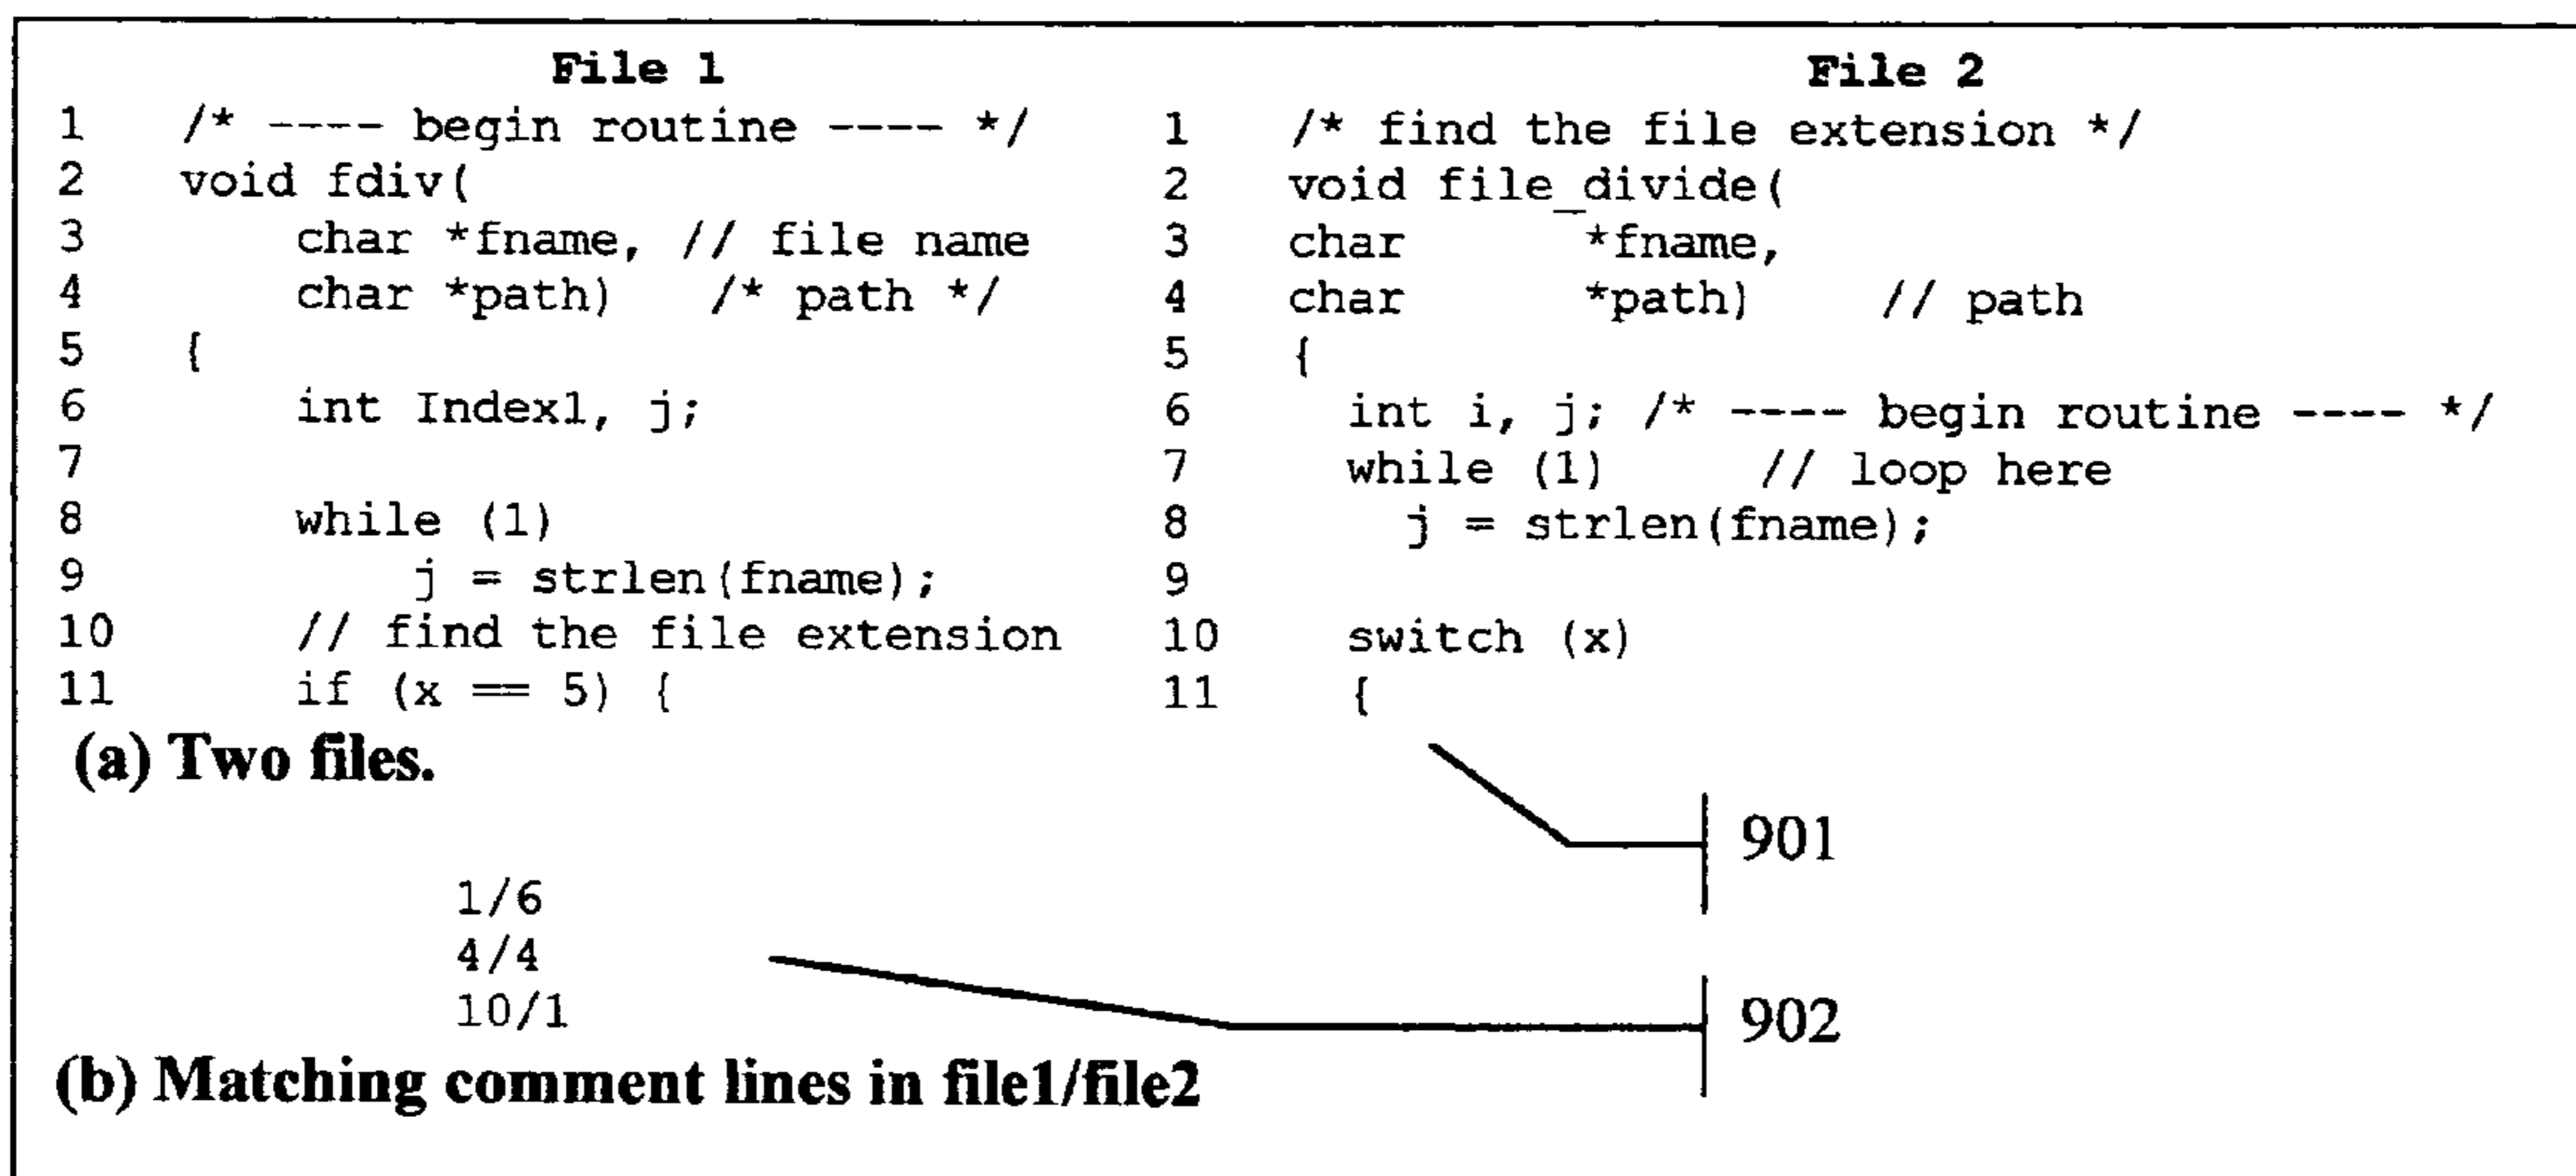 File 1
1 /* ---- begin routine ---- */
2 void fdiv(
3 char *fname, // file name
4 char *path) /* path */
5 {
6 int Index1, j;
7
8 while (1)
9 j = strlen(fname);
10 // find the file extension
11 if (x == 5) {
File 2
1 /* find the file extension */
2 void file_divide(
3 char *fname,
4 char *path) // path
5 {
6 int i, j; /* ---- begin routine ---- */
7 while (1) // loop here
8 j = strlen(fname);
9
10 switch (x)
11 {
(a) Two files.
901
1/6
4/4
10/1
902
(b) Matching comment lines in file1/file2